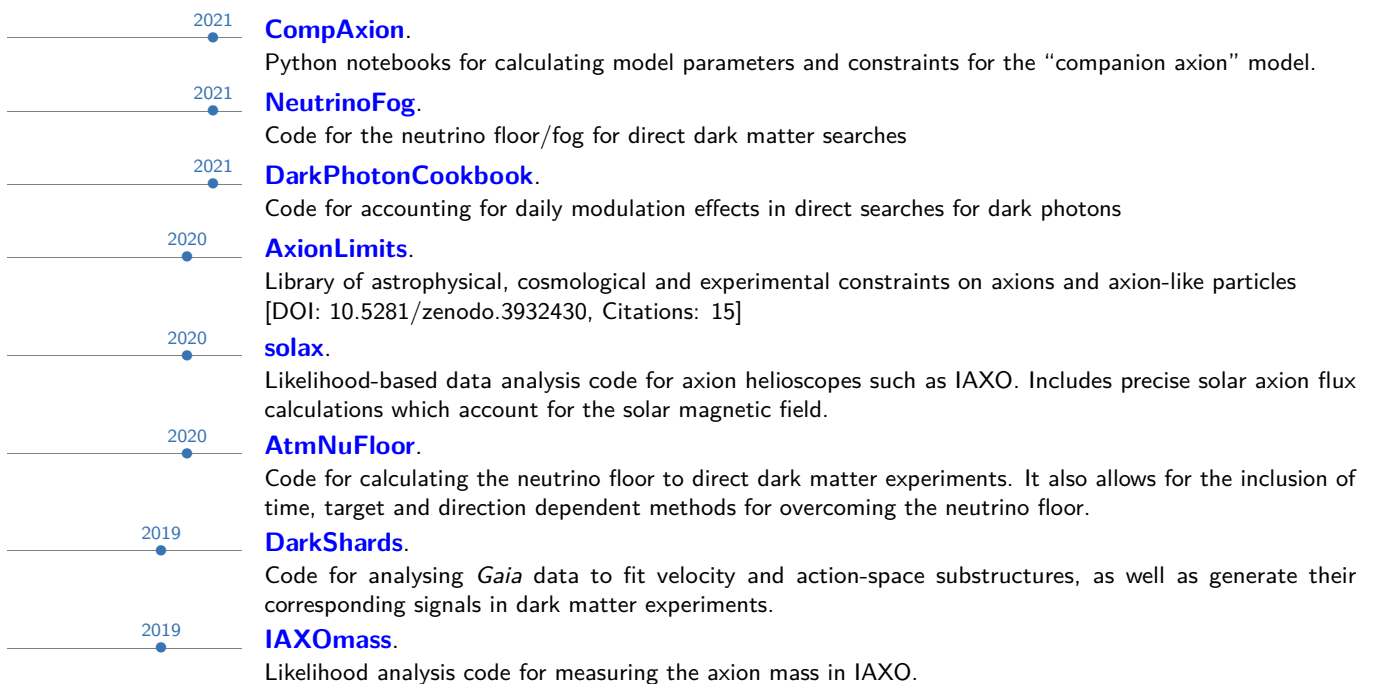 2021
CompAxion.
Python notebooks for calculating model parameters and constraints for the “companion axion” model.
2021
NeutrinoFog.
Code for the neutrino floor/fog for direct dark matter searches
2021
DarkPhotonCookbook.
Code for accounting for daily modulation effects in direct searches for dark photons
2020
AxionLimits.
Library of astrophysical, cosmological and experimental constraints on axions and axion-like particles
[DOI: 10.5281/zenodo.3932430, Citations: 15]
2020
solax.
Likelihood-based data analysis code for axion helioscopes such as IAXO. Includes precise solar axion flux
calculations which account for the solar magnetic field.
2020
AtmNuFloor.
Code for calculating the neutrino floor to direct dark matter experiments. It also allows for the inclusion of
time, target and direction dependent methods for overcoming the neutrino floor.
2019
DarkShards.
Code for analysing Gaia data to fit velocity and action-space substructures, as well as generate their
corresponding signals in dark matter experiments.
2019
IAXOmass.
Likelihood analysis code for measuring the axion mass in IAXO.